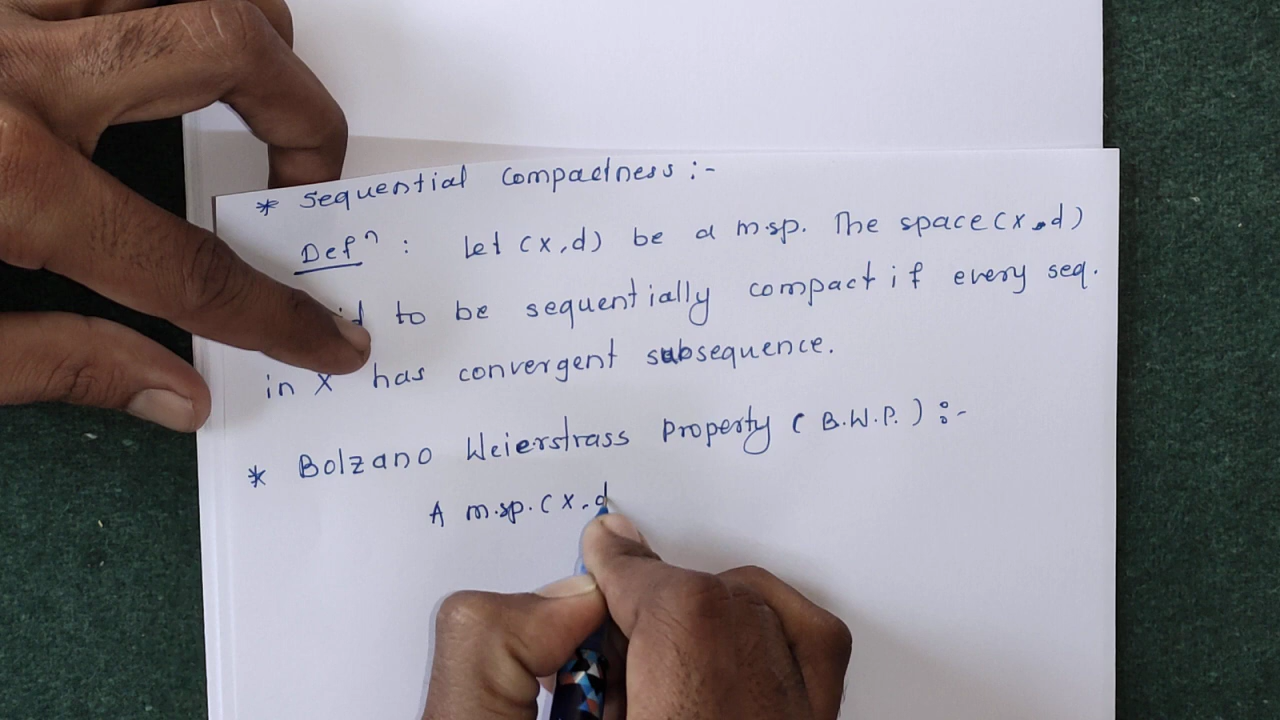 * Sequential Compactness :-
Defⁿ : Let (X,d) be a m.sp. The space (X,d)
to be sequentially compact if every seq.
in X has convergent subsequence.
* Bolzano Weierstrass Property ( B.W.P. ) :-
A m.sp. (X,d